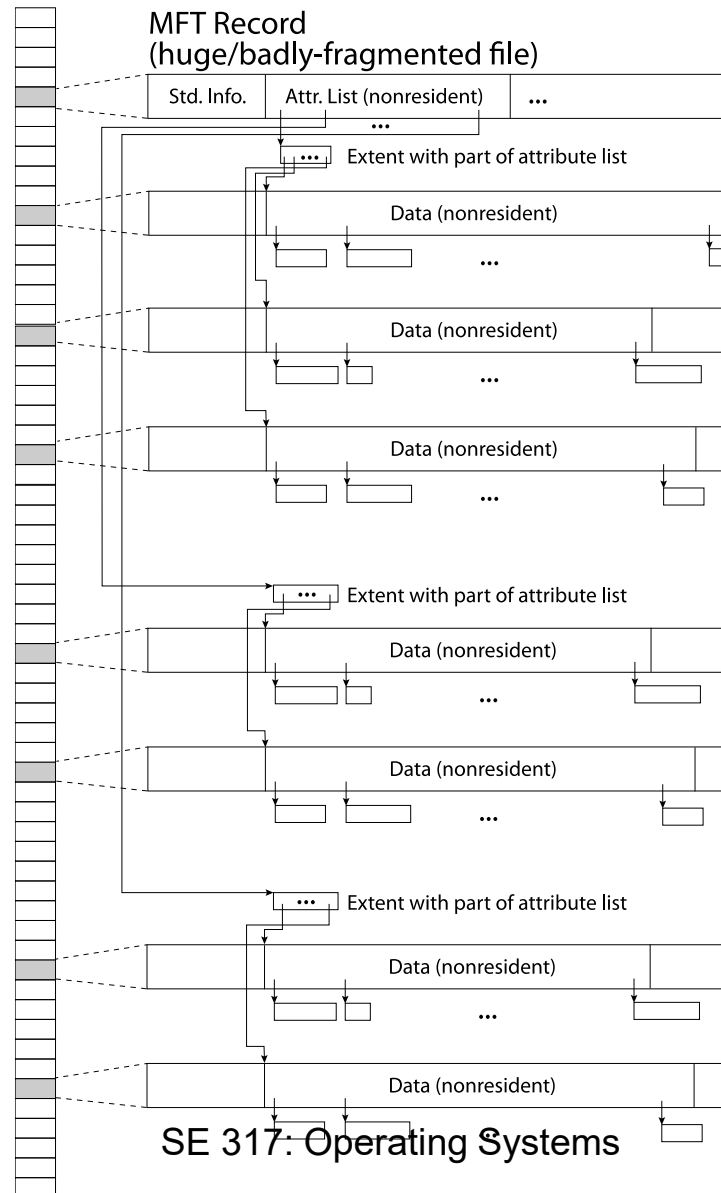 MFT Record
(huge/badly-fragmented file)
Std. Info. Attr. List (nonresident) ...
...
... Extent with part of attribute list
Data (nonresident)
...
Data (nonresident)
...
Data (nonresident)
...
... Extent with part of attribute list
Data (nonresident)
...
Data (nonresident)
...
... Extent with part of attribute list
Data (nonresident)
...
Data (nonresident)
...
SE 317: Operating Systems